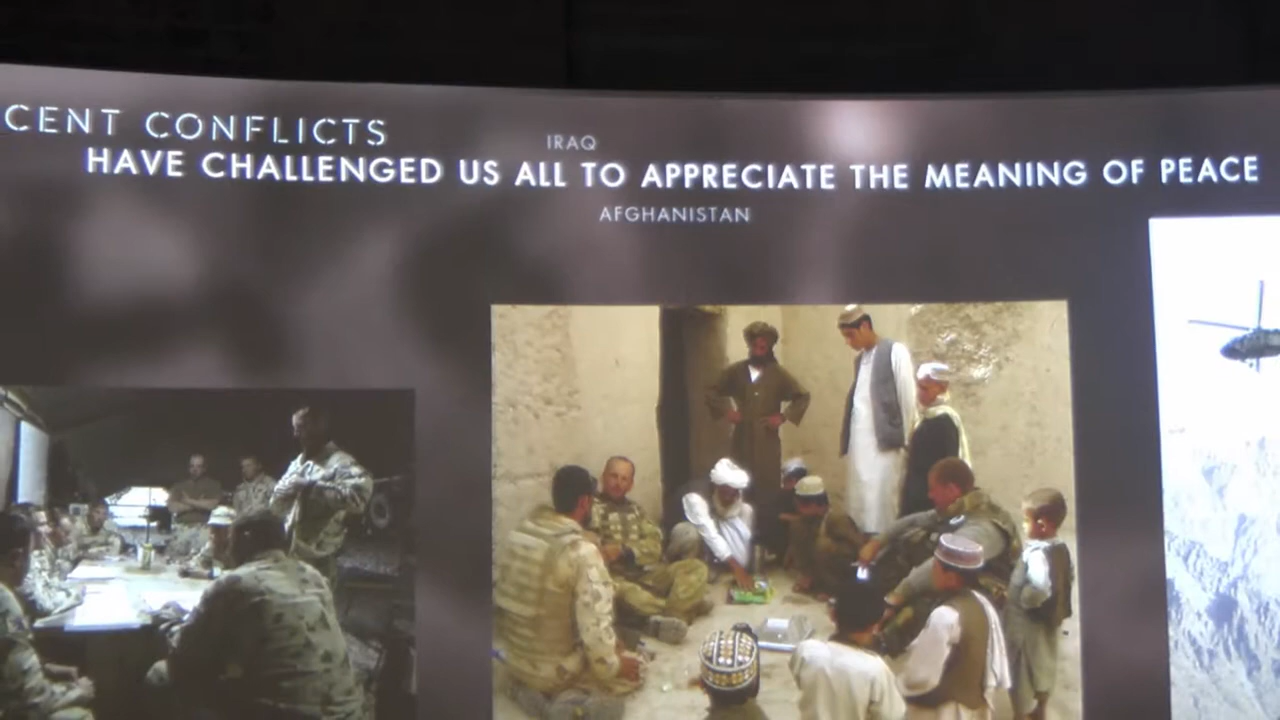 CENT CONFLICTS
IRAQ
HAVE CHALLENGED US ALL TO APPRECIATE THE MEANING OF PEACE
AFGHANISTAN